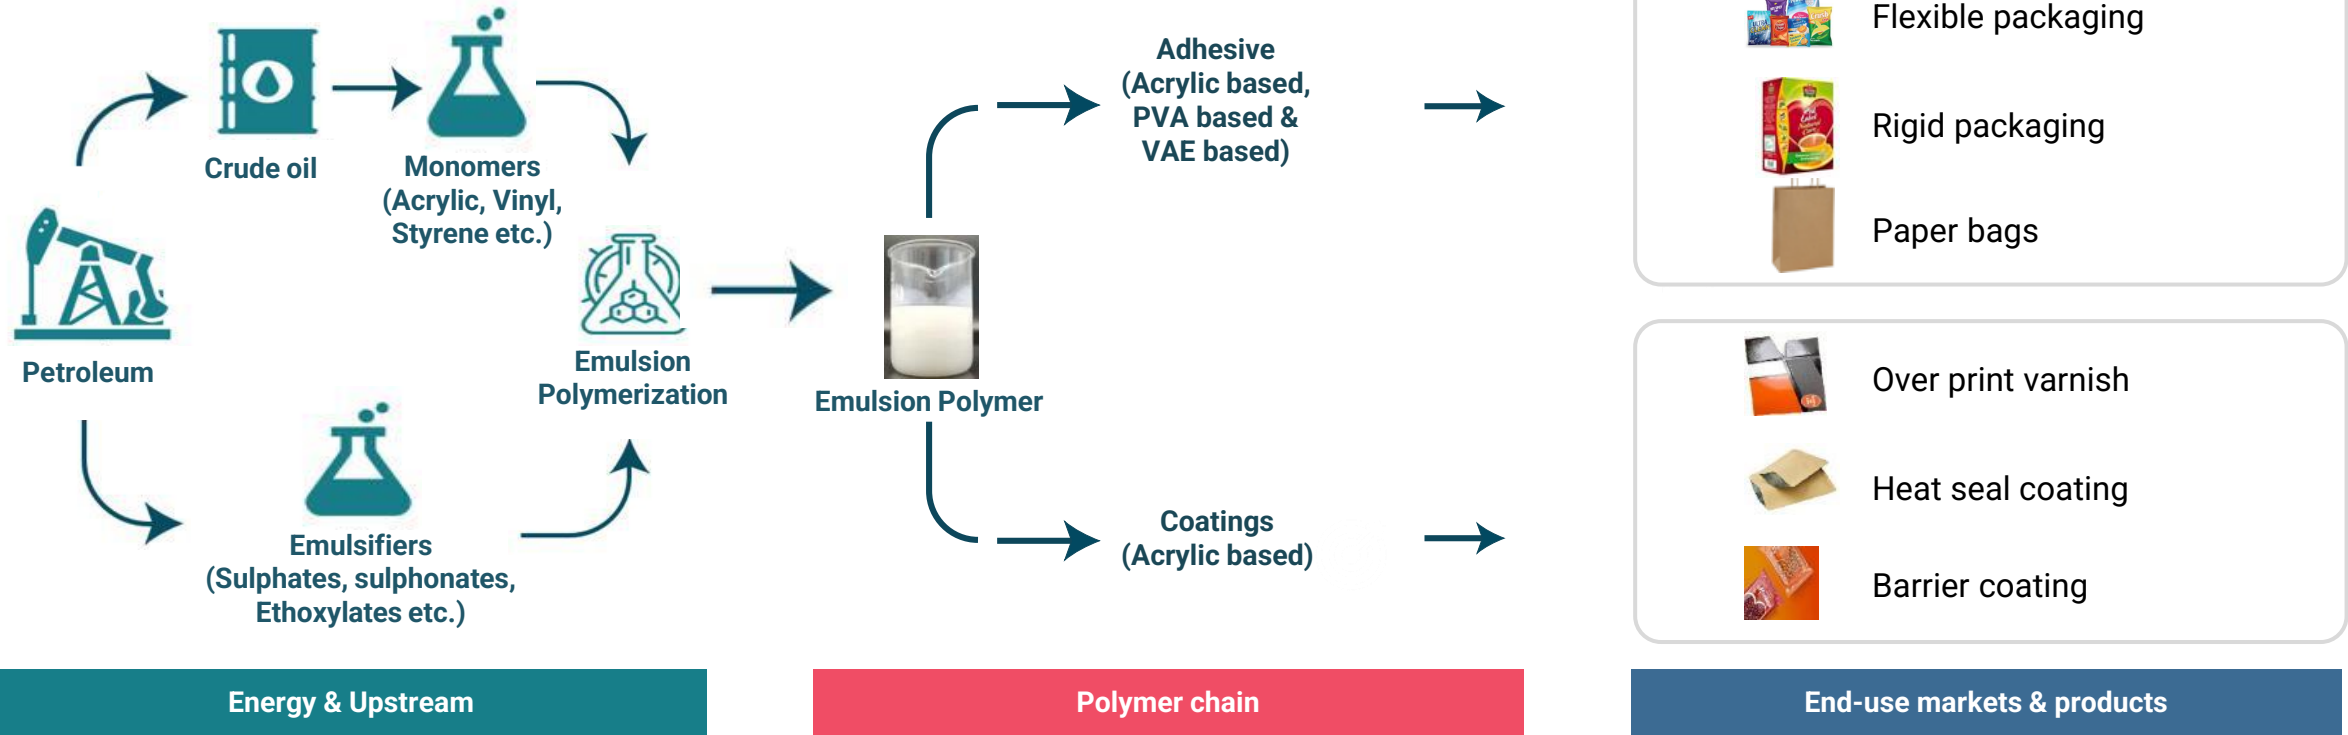 Crude oil
Monomers
(Acrylic, Vinyl,
Styrene etc.)
Petroleum
Emulsion
Polymerization
Emulsifiers
(Sulphates, sulphonates,
Ethoxylates etc.)
Emulsion Polymer
Adhesive
(Acrylic based,
PVA based &
VAE based)
Coatings
(Acrylic based)
Flexible packaging
Rigid packaging
Paper bags
Over print varnish
Heat seal coating
Barrier coating
Energy & Upstream
Polymer chain
End-use markets & products